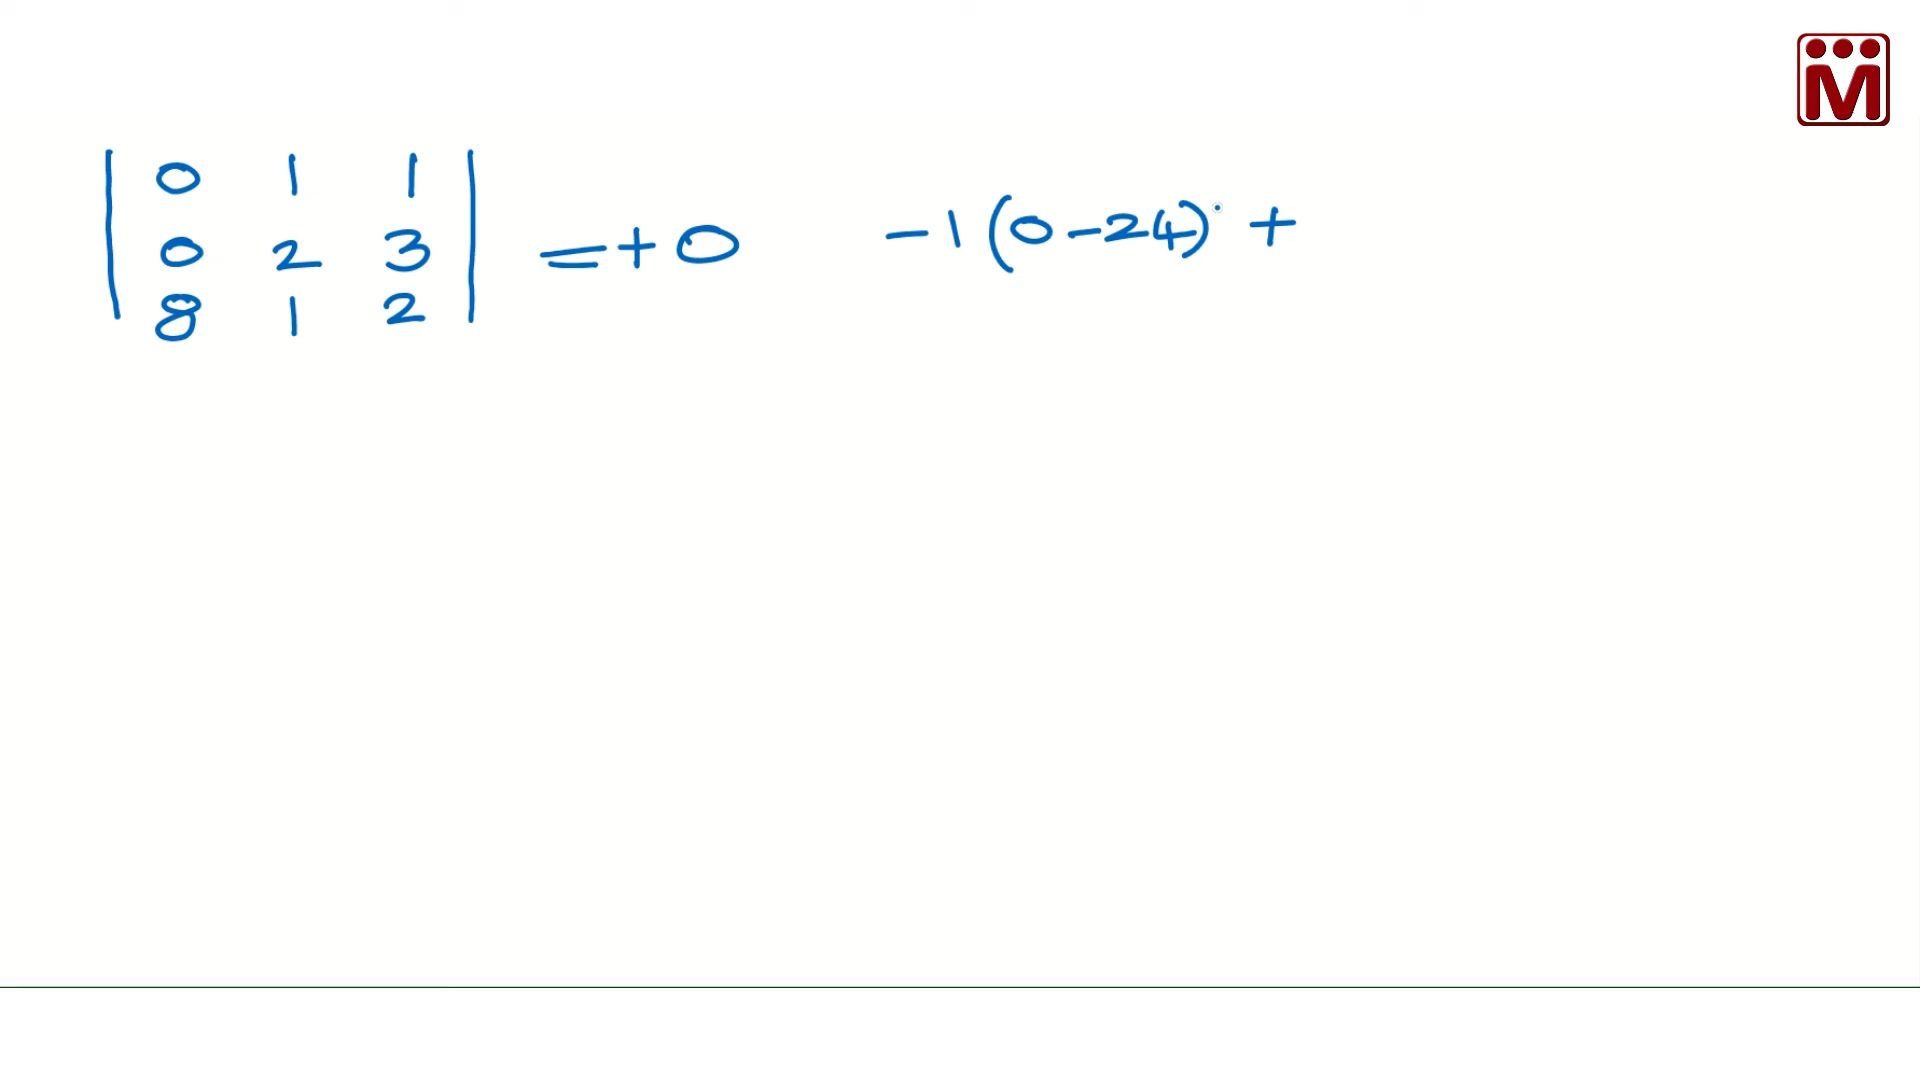 | 0 1 1 |
| 0 2 3 | = + 0 - 1 (0 - 24) +
| 8 1 2 |
M